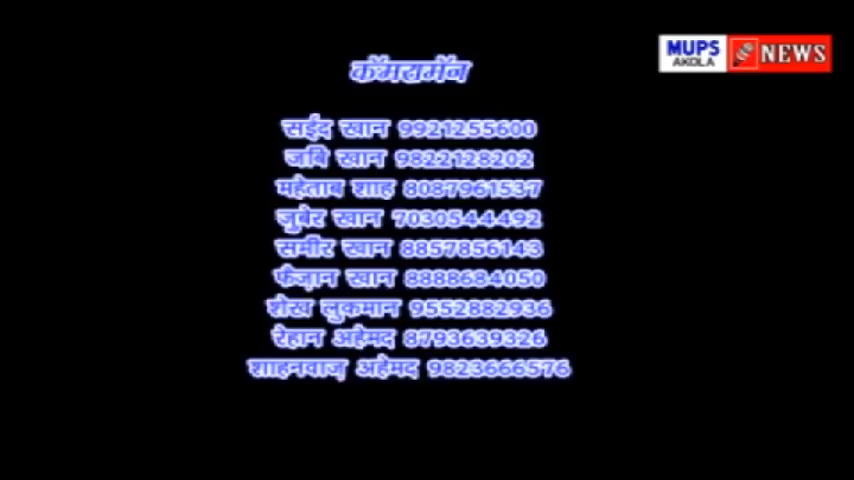 MUPS
AKOLA
NEWS
कॅमरामॅन
सईद खान 9921255600
जबि खान 9822128202
महेताब शाह 8087961537
जुबेर खान 7030544492
समीर खान 8857856143
फैज़ान खान 8888684050
शेख लुकमान 9552882936
रेहान अहेमद 8793639326
शाहनवाज़ अहेमद 9823666576